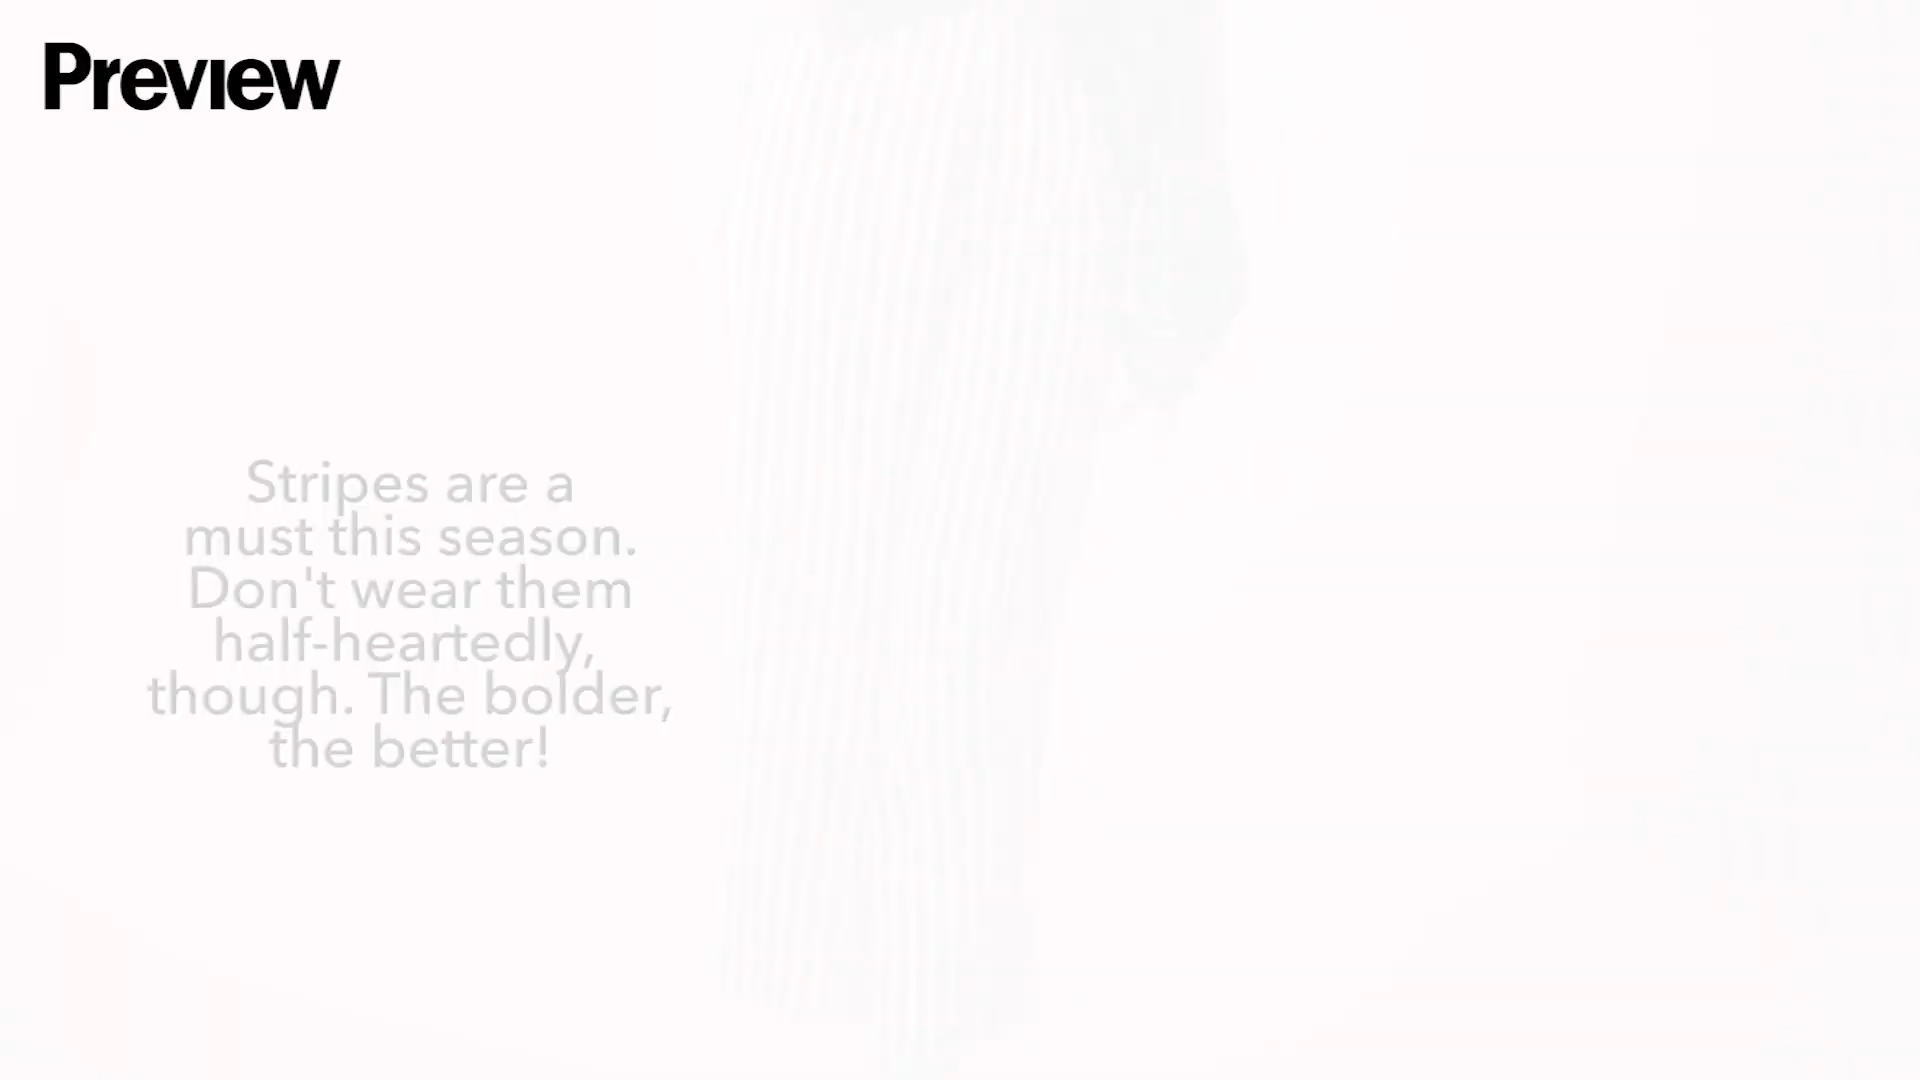 Preview
Stripes are a
must this season.
Don't wear them
half-heartedly,
though. The bolder,
the better!